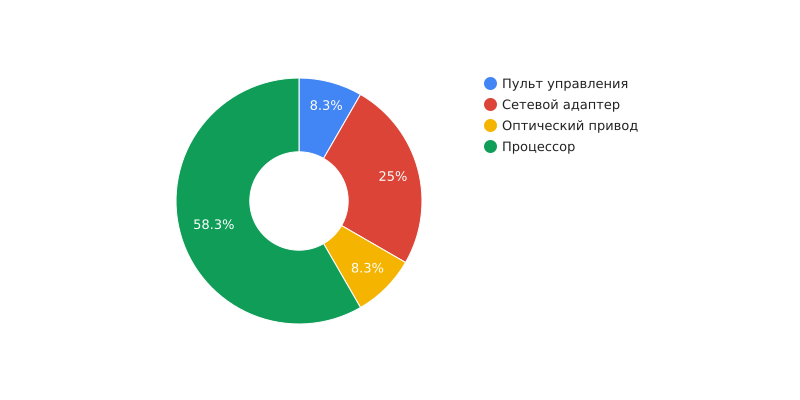 8.3%
25%
8.3%
58.3%
Пульт управления
Сетевой адаптер
Оптический привод
Процессор